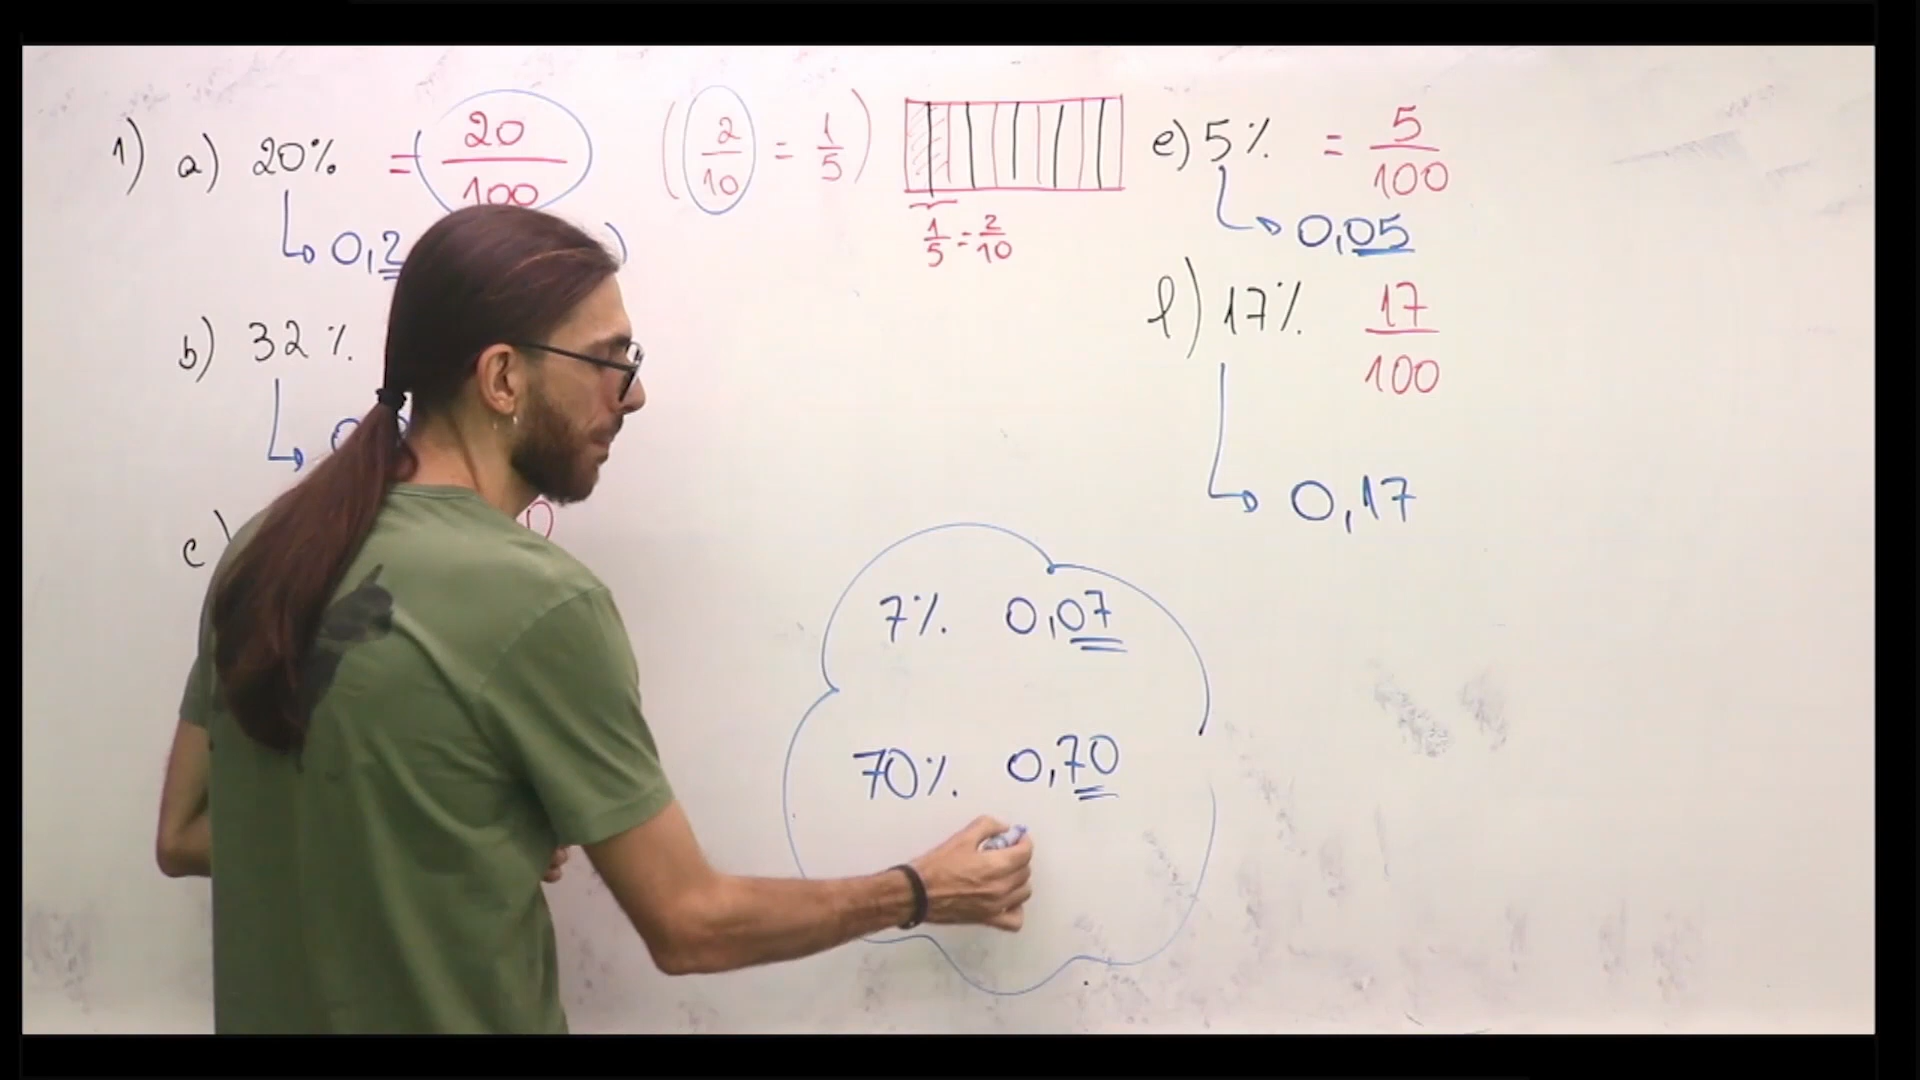 1) a) 20% = 20/100 (2/10 = 1/5)
0,2
1/5 = 2/10
b) 32%
c)
e) 5% = 5/100
0,05
f) 17% 17/100
0,17
7% 0,07
70% 0,70